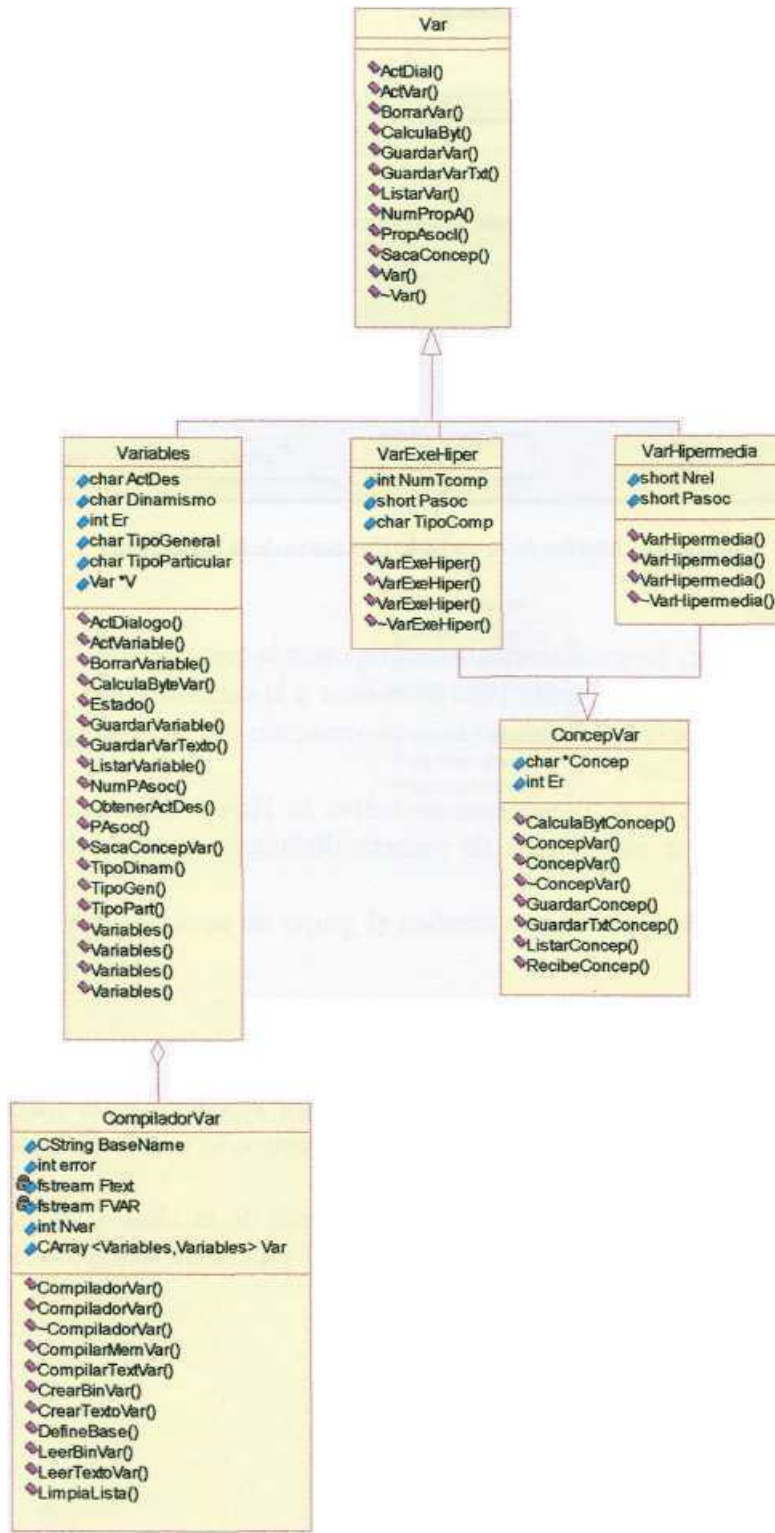 Var
ActDial()
ActVar()
BorrarVar()
CalculaByt()
GuardarVar()
GuardarVarTxt()
ListarVar()
NumPropA()
PropAsocI()
SacaConcep()
Var()
~Var()
Variables
char ActDes
char Dinamismo
int Er
char TipoGeneral
char TipoParticular
Var *V
ActDialogo()
ActVariable()
BorrarVariable()
CalculaByteVar()
Estado()
GuardarVariable()
GuardarVarTexto()
ListarVariable()
NumPAsoc()
ObtenerActDes()
PAsoc()
SacaConcepVar()
TipoDinam()
TipoGen()
TipoPart()
Variables()
Variables()
Variables()
Variables()
VarExeHiper
int NumTcomp
short Pasoc
char TipoComp
VarExeHiper()
VarExeHiper()
VarExeHiper()
~VarExeHiper()
VarHipermedia
short Nrel
short Pasoc
VarHipermedia()
VarHipermedia()
VarHipermedia()
~VarHipermedia()
ConcepVar
char *Concep
int Er
CalculaBytConcep()
ConcepVar()
ConcepVar()
~ConcepVar()
GuardarConcep()
GuardarTxtConcep()
ListarConcep()
RecibeConcep()
CompiladorVar
CString BaseName
int error
fstream Ftext
fstream FVAR
int Nvar
CArray <Variables,Variables> Var
CompiladorVar()
CompiladorVar()
~CompiladorVar()
CompilarMemVar()
CompilarTextVar()
CrearBinVar()
CrearTextoVar()
DefineBase()
LeerBinVar()
LeerTextoVar()
LimpiaLista()